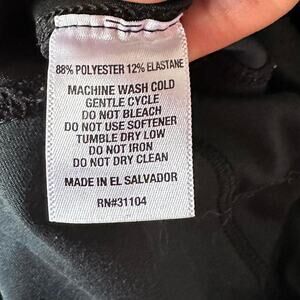 88% POLYESTER 12% ELASTANE
MACHINE WASH COLD
GENTLE CYCLE
DO NOT BLEACH
DO NOT USE SOFTENER
TUMBLE DRY LOW
DO NOT IRON
DO NOT DRY CLEAN
MADE IN EL SALVADOR
RN#31104